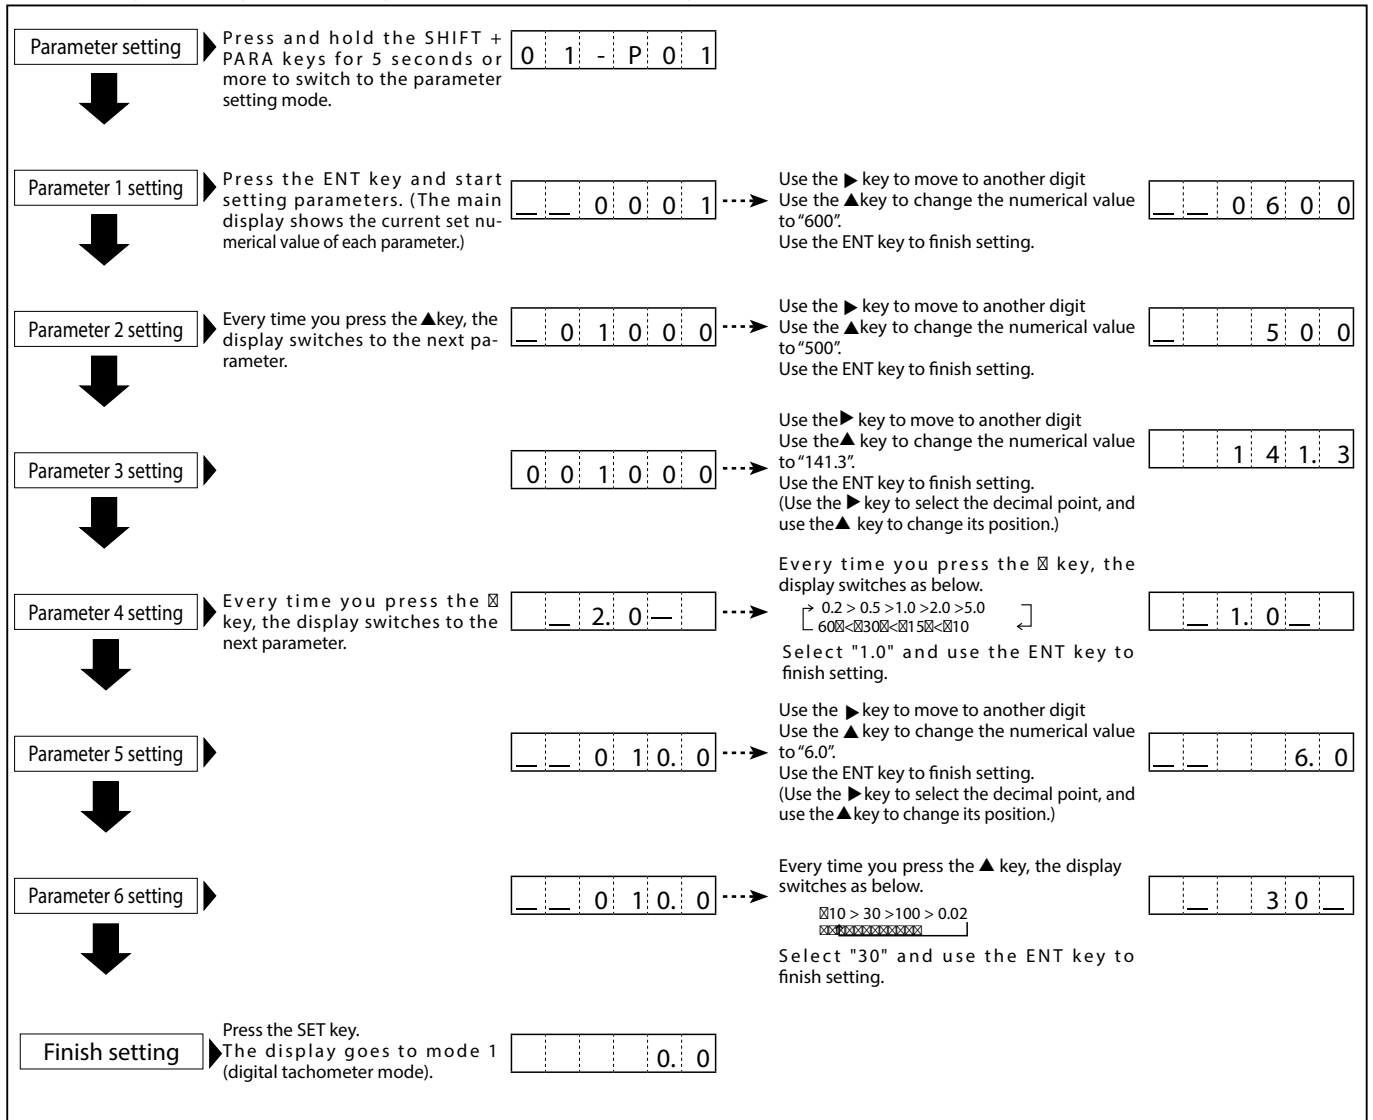 Parameter setting
Press and hold the SHIFT +
PARA keys for 5 seconds or
more to switch to the parameter
setting mode.
0 1 - P 0 1
Parameter 1 setting
Press the ENT key and start
setting parameters. (The main
display shows the current set nu-
merical value of each parameter.)
_ _ 0 0 0 1
Use the ▶ key to move to another digit
Use the ▲key to change the numerical value
to “600”.
Use the ENT key to finish setting.
_ _ 0 6 0 0
Parameter 2 setting
Every time you press the ▲key, the
display switches to the next pa-
rameter.
_ 0 1 0 0 0
Use the ▶ key to move to another digit
Use the ▲key to change the numerical value
to “500”.
Use the ENT key to finish setting.
_ 5 0 0
Parameter 3 setting
0 0 1 0 0 0
Use the▶ key to move to another digit
Use the▲ key to change the numerical value
to “141.3”.
Use the ENT key to finish setting.
(Use the ▶ key to select the decimal point, and
use the▲ key to change its position.)
1 4 1. 3
Parameter 4 setting
Every time you press the ☒
key, the display switches to the
next parameter.
_ 2. 0 —
Every time you press the ☒ key, the
display switches as below.
0.2 > 0.5 >1.0 >2.0 >5.0
60☒<☒30☒<☒15☒<☒10
Select "1.0" and use the ENT key to
finish setting.
_ 1. 0 _
Parameter 5 setting
_ _ 0 1 0. 0
Use the ▶ key to move to another digit
Use the ▲ key to change the numerical value
to “6.0”.
Use the ENT key to finish setting.
(Use the ▶ key to select the decimal point, and
use the ▲ key to change its position.)
_ _ 6. 0
Parameter 6 setting
_ _ 0 1 0. 0
Every time you press the ▲ key, the display
switches as below.
☒10 > 30 >100 > 0.02
Select "30" and use the ENT key to
finish setting.
_ 3 0 _
Finish setting
Press the SET key.
The display goes to mode 1
(digital tachometer mode).
0. 0